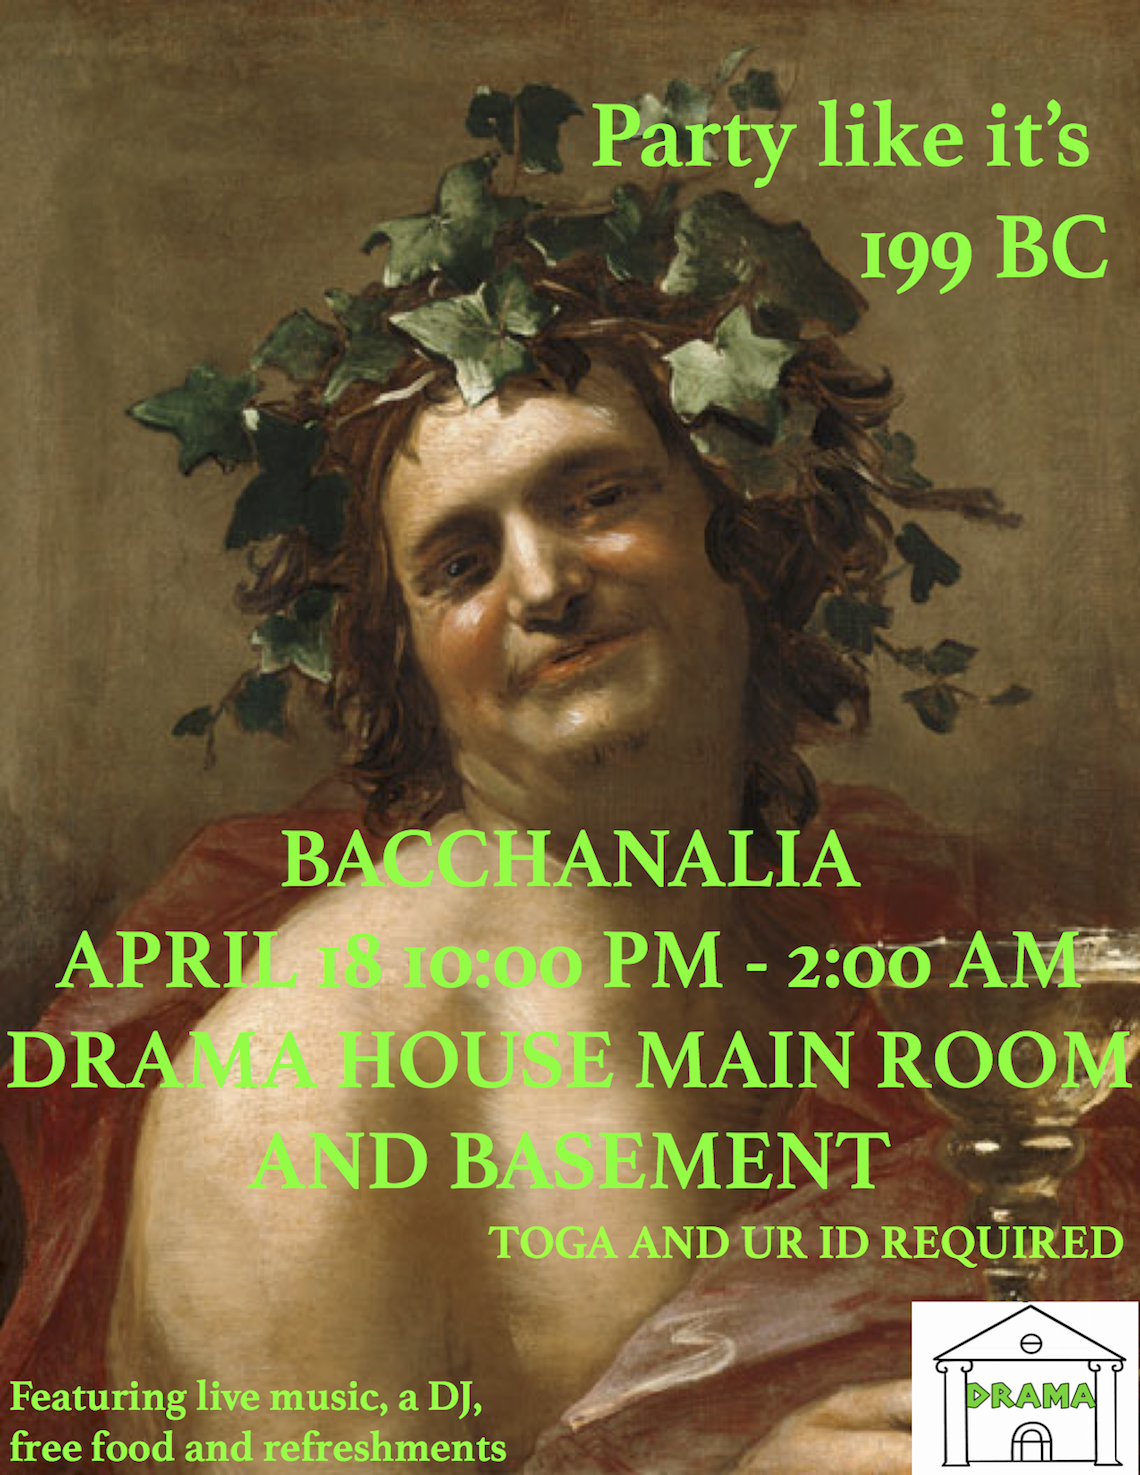 Party like it’s
199 BC
BACCHANALIA
APRIL 18 10:00 PM - 2:00 AM
DRAMA HOUSE MAIN ROOM
AND BASEMENT
TOGA AND UR ID REQUIRED
Featuring live music, a DJ,
free food and refreshments
DRAMA